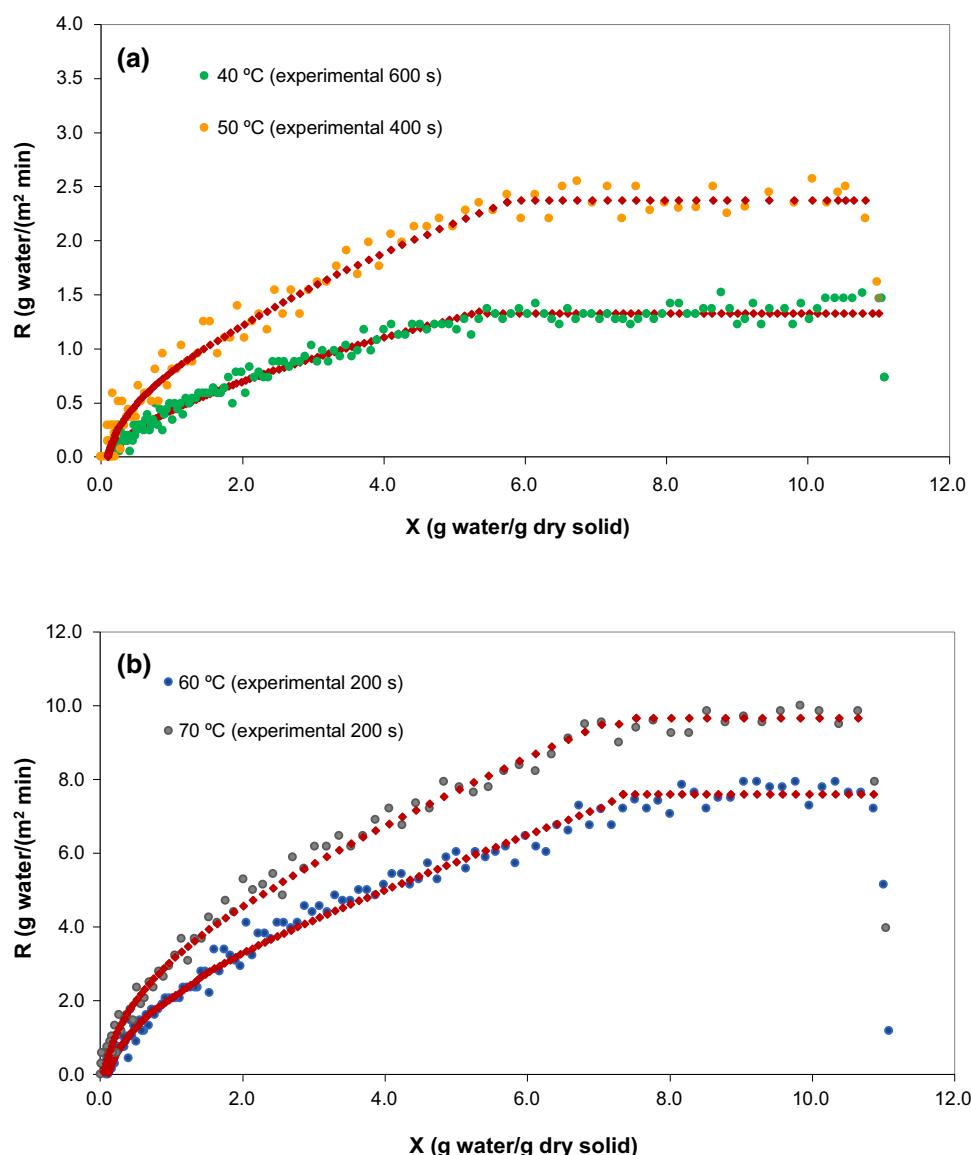 (a)
40 ºC (experimental 600 s)
50 ºC (experimental 400 s)
R (g water/(m² min)
4.0
3.5
3.0
2.5
2.0
1.5
1.0
0.5
0.0
0.0 2.0 4.0 6.0 8.0 10.0 12.0
X (g water/g dry solid)
(b)
60 ºC (experimental 200 s)
70 ºC (experimental 200 s)
R (g water/(m² min)
12.0
10.0
8.0
6.0
4.0
2.0
0.0
0.0 2.0 4.0 6.0 8.0 10.0 12.0
X (g water/g dry solid)